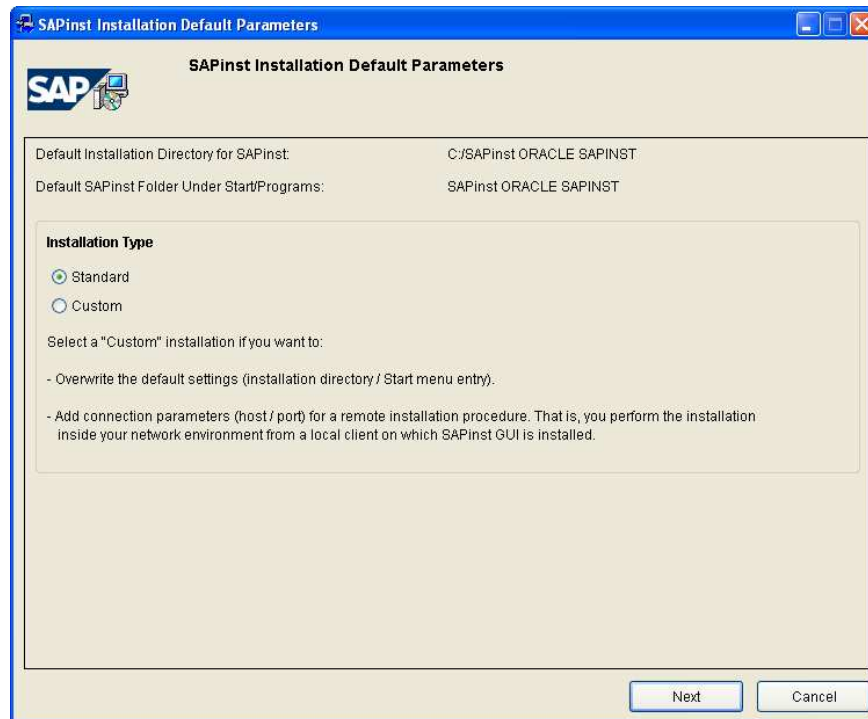 SAPinst Installation Default Parameters
SAPinst Installation Default Parameters
SAP
Default Installation Directory for SAPinst: C:/SAPinst ORACLE SAPINST
Default SAPinst Folder Under Start/Programs: SAPinst ORACLE SAPINST
Installation Type
Standard
Custom
Select a "Custom" installation if you want to:
- Overwrite the default settings (installation directory / Start menu entry).
- Add connection parameters (host / port) for a remote installation procedure. That is, you perform the installation
inside your network environment from a local client on which SAPinst GUI is installed.
Next Cancel